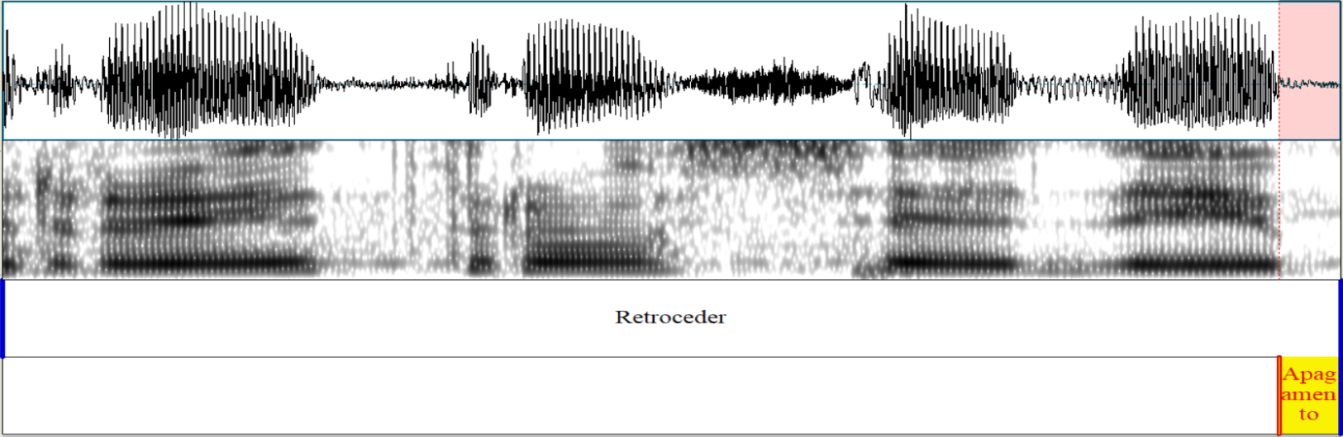 Retroceder
Apag
amen
to